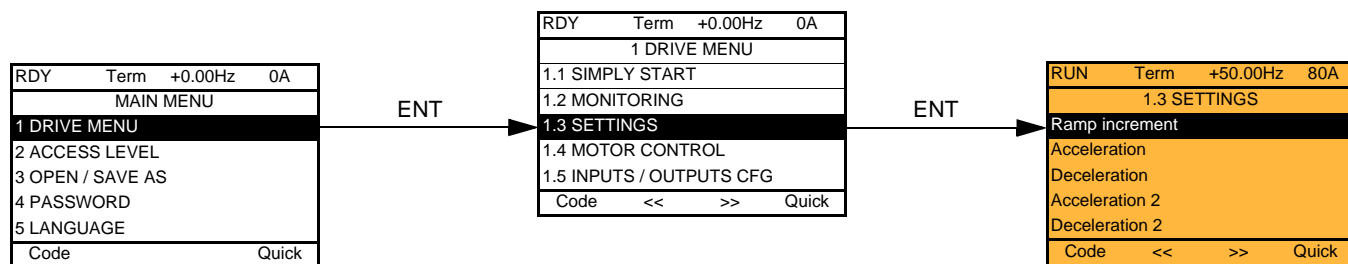 RDY Term +0.00Hz 0A
MAIN MENU
1 DRIVE MENU
2 ACCESS LEVEL
3 OPEN / SAVE AS
4 PASSWORD
5 LANGUAGE
Code Quick
ENT
RDY Term +0.00Hz 0A
1 DRIVE MENU
1.1 SIMPLY START
1.2 MONITORING
1.3 SETTINGS
1.4 MOTOR CONTROL
1.5 INPUTS / OUTPUTS CFG
Code << >> Quick
ENT
RUN Term +50.00Hz 80A
1.3 SETTINGS
Ramp increment
Acceleration
Deceleration
Acceleration 2
Deceleration 2
Code << >> Quick